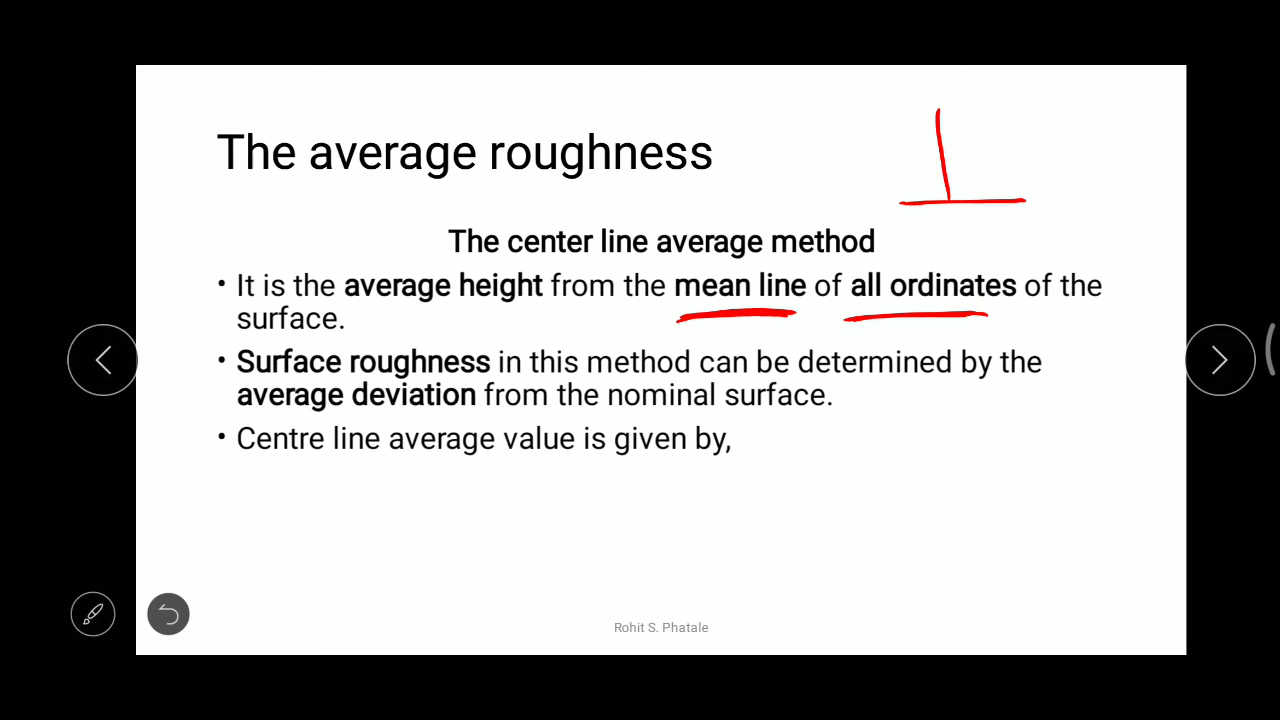 The average roughness
The center line average method
• It is the average height from the mean line of all ordinates of the
surface.
• Surface roughness in this method can be determined by the
average deviation from the nominal surface.
• Centre line average value is given by,
Rohit S. Phatale